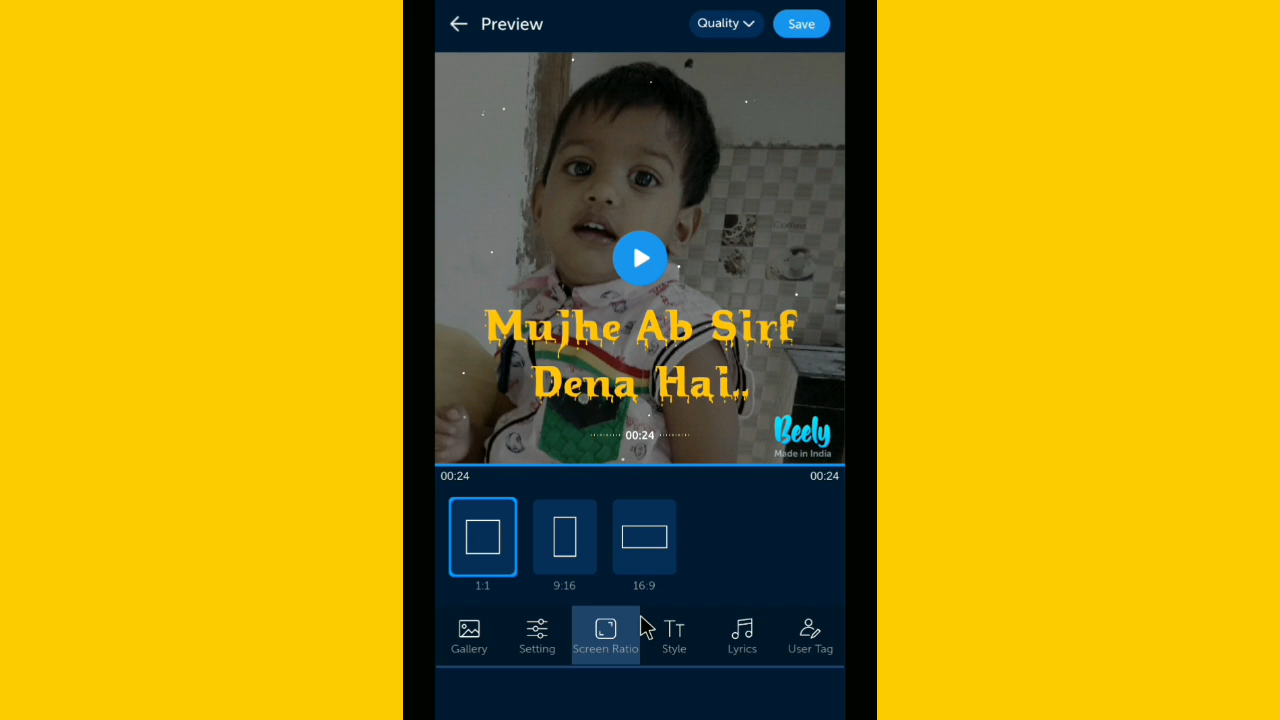 Preview
Quality
Save
Mujhe Ab Sirf
Dena Hai..
00:24
Beely
Made in India
00:24 00:24
1:1 9:16 16:9
Gallery Setting Screen Ratio Style Lyrics User Tag